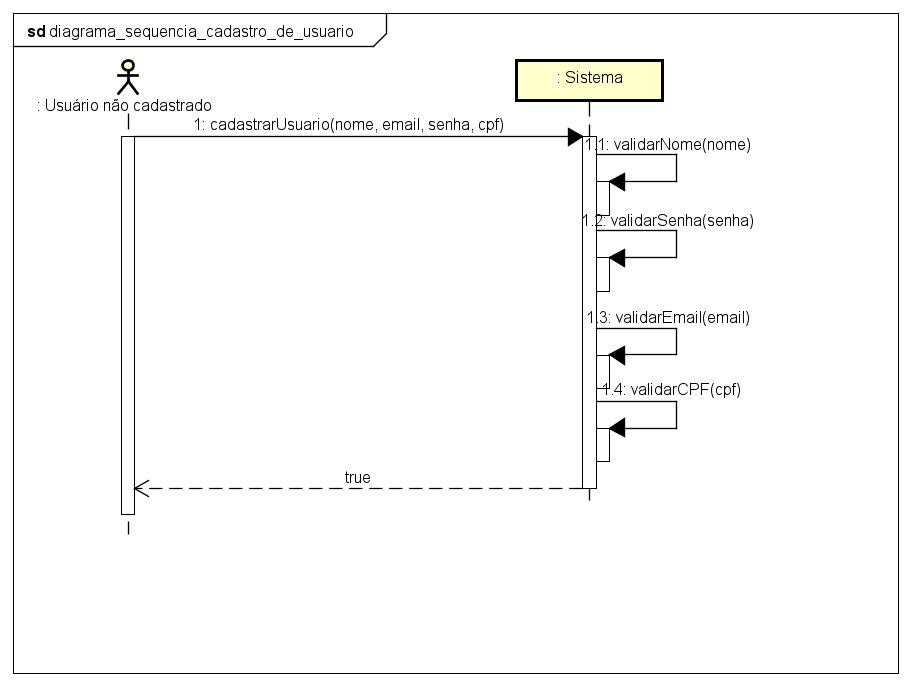 sd diagrama_sequencia_cadastro_de_usuario
: Sistema
: Usuário não cadastrado
1: cadastrarUsuario(nome, email, senha, cpf)
1.1: validarNome(nome)
1.2: validarSenha(senha)
1.3: validarEmail(email)
1.4: validarCPF(cpf)
true